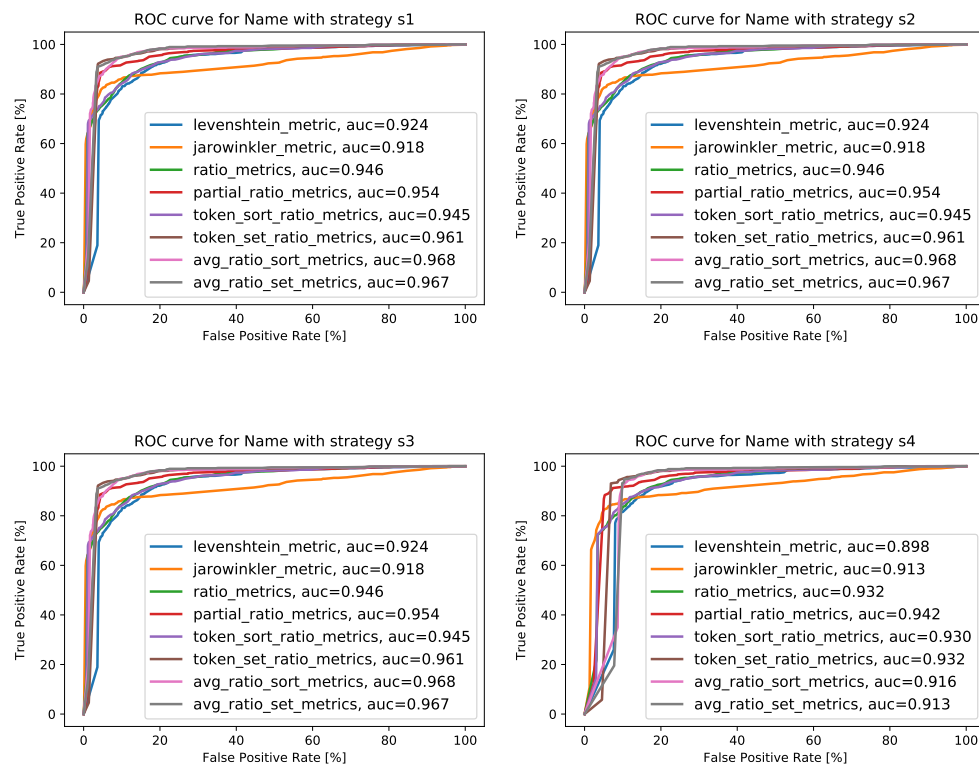 ROC curve for Name with strategy s1
100
80
60
40
20
0
True Positive Rate [%]
levenshtein_metric, auc=0.924
jarowinkler_metric, auc=0.918
ratio_metrics, auc=0.946
partial_ratio_metrics, auc=0.954
token_sort_ratio_metrics, auc=0.945
token_set_ratio_metrics, auc=0.961
avg_ratio_sort_metrics, auc=0.968
avg_ratio_set_metrics, auc=0.967
0 20 40 60 80 100
False Positive Rate [%]
ROC curve for Name with strategy s2
100
80
60
40
20
0
True Positive Rate [%]
levenshtein_metric, auc=0.924
jarowinkler_metric, auc=0.918
ratio_metrics, auc=0.946
partial_ratio_metrics, auc=0.954
token_sort_ratio_metrics, auc=0.945
token_set_ratio_metrics, auc=0.961
avg_ratio_sort_metrics, auc=0.968
avg_ratio_set_metrics, auc=0.967
0 20 40 60 80 100
False Positive Rate [%]
ROC curve for Name with strategy s3
100
80
60
40
20
0
True Positive Rate [%]
levenshtein_metric, auc=0.924
jarowinkler_metric, auc=0.918
ratio_metrics, auc=0.946
partial_ratio_metrics, auc=0.954
token_sort_ratio_metrics, auc=0.945
token_set_ratio_metrics, auc=0.961
avg_ratio_sort_metrics, auc=0.968
avg_ratio_set_metrics, auc=0.967
0 20 40 60 80 100
False Positive Rate [%]
ROC curve for Name with strategy s4
100
80
60
40
20
0
True Positive Rate [%]
levenshtein_metric, auc=0.898
jarowinkler_metric, auc=0.913
ratio_metrics, auc=0.932
partial_ratio_metrics, auc=0.942
token_sort_ratio_metrics, auc=0.930
token_set_ratio_metrics, auc=0.932
avg_ratio_sort_metrics, auc=0.916
avg_ratio_set_metrics, auc=0.913
0 20 40 60 80 100
False Positive Rate [%]